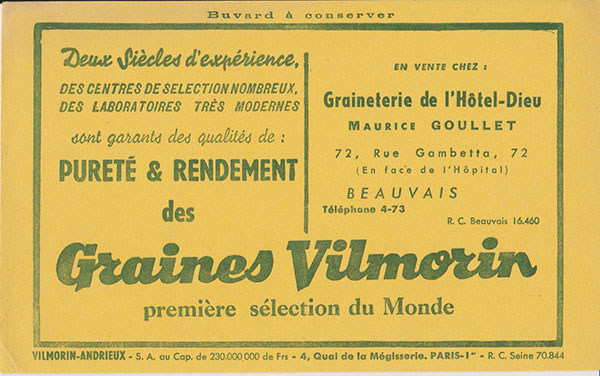 Buvard à conserver
Deux Siècles d'expérience,
DES CENTRES DE SELECTION NOMBREUX,
DES LABORATOIRES TRÈS MODERNES
sont garants des qualités de :
PURETÉ & RENDEMENT
des
EN VENTE CHEZ :
Graineterie de l'Hôtel-Dieu
MAURICE GOULLET
72, Rue Gambetta, 72
(En face de l'Hôpital)
BEAUVAIS
Téléphone 4-73
R. C. Beauvais 16.460
Graines Vilmorin
première sélection du Monde
VILMORIN-ANDRIEUX - S. A. au Cap. de 230.000.000 de Frs - 4, Quai de la Mégisserie. PARIS-1er - R. C. Seine 70.844